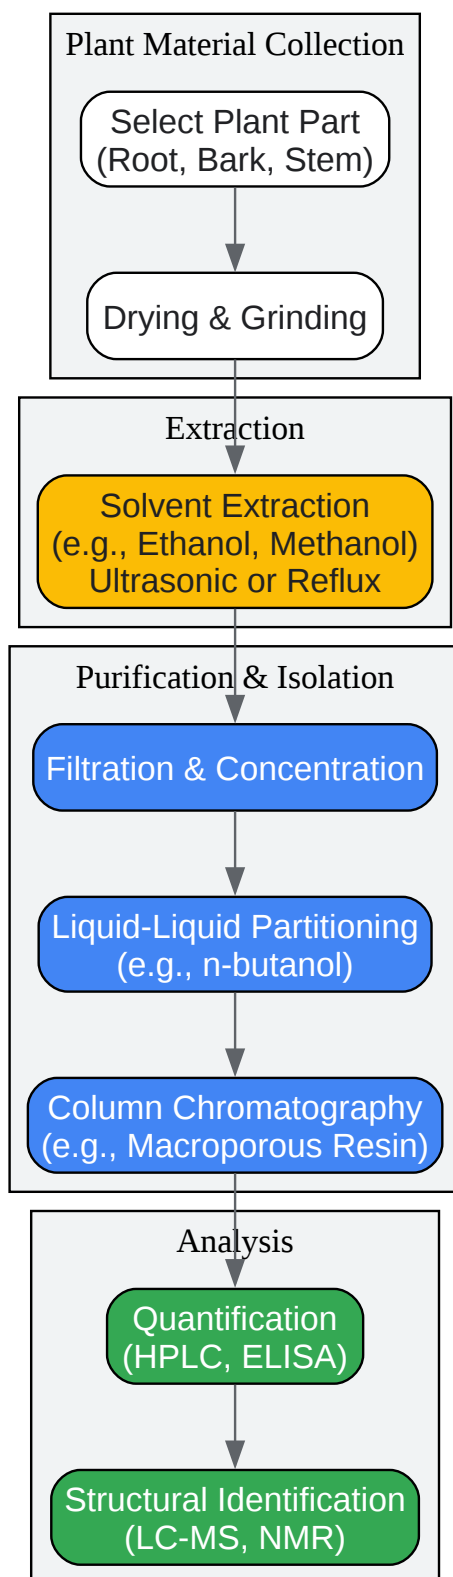 Plant Material Collection
Select Plant Part
(Root, Bark, Stem)
Drying & Grinding
Extraction
Solvent Extraction
(e.g., Ethanol, Methanol)
Ultrasonic or Reflux
Purification & Isolation
Filtration & Concentration
Liquid-Liquid Partitioning
(e.g., n-butanol)
Column Chromatography
(e.g., Macroporous Resin)
Analysis
Quantification
(HPLC, ELISA)
Structural Identification
(LC-MS, NMR)